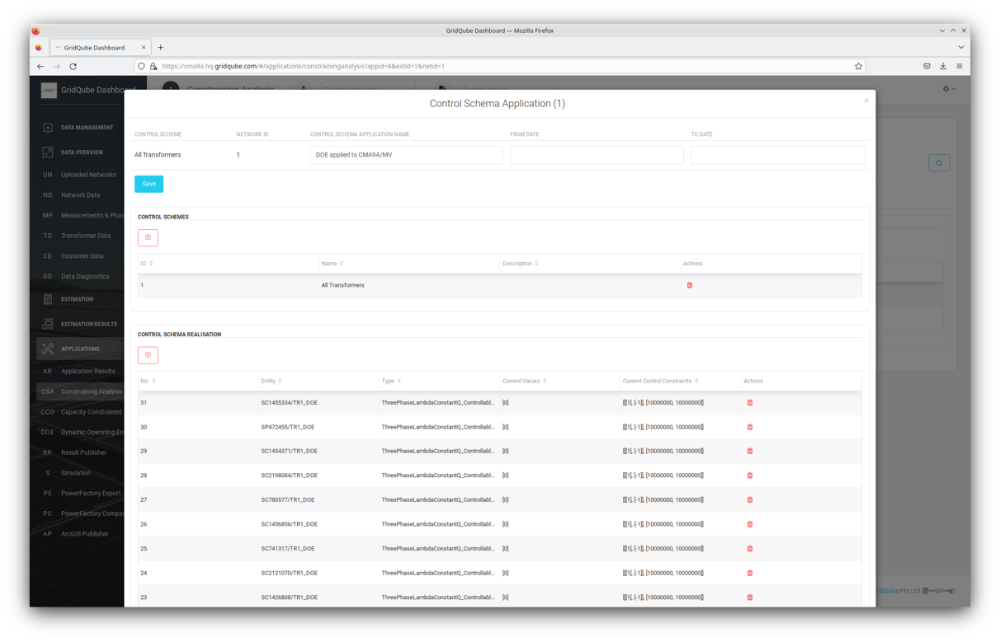 GridQube Dashboard — Mozilla Firefox
GridQube Dashboard
https://cma9a.hq.gridqube.com/#/applications/constraininganalysis?appid=8&estid=1&netid=1
GridQube Dashboard
Constraining Analysis
Control Schema Application (1)
CONTROL SCHEME NETWORK ID CONTROL SCHEMA APPLICATION NAME FROM DATE TO DATE
All Transformers 1 DOE applied to CMA9A/MV
Save
CONTROL SCHEMES
ID Name Description Actions
1 All Transformers
CONTROL SCHEMA REALISATION
No. Entity Type Current Values Current Control Constraints Actions
31 SC1455334/TR1_DOE ThreePhaseLambdaConstantQ_Controllabl... [0] [[[1], [-1]], [10000000, 10000000]]
30 SP472455/TR1_DOE ThreePhaseLambdaConstantQ_Controllabl... [0] [[[1], [-1]], [10000000, 10000000]]
29 SC1454371/TR1_DOE ThreePhaseLambdaConstantQ_Controllabl... [0] [[[1], [-1]], [10000000, 10000000]]
28 SC2198084/TR1_DOE ThreePhaseLambdaConstantQ_Controllabl... [0] [[[1], [-1]], [10000000, 10000000]]
27 SC780577/TR1_DOE ThreePhaseLambdaConstantQ_Controllabl... [0] [[[1], [-1]], [10000000, 10000000]]
26 SC1456856/TR1_DOE ThreePhaseLambdaConstantQ_Controllabl... [0] [[[1], [-1]], [10000000, 10000000]]
25 SC741317/TR1_DOE ThreePhaseLambdaConstantQ_Controllabl... [0] [[[1], [-1]], [10000000, 10000000]]
24 SC2121070/TR1_DOE ThreePhaseLambdaConstantQ_Controllabl... [0] [[[1], [-1]], [10000000, 10000000]]
23 SC1426808/TR1_DOE ThreePhaseLambdaConstantQ_Controllabl... [0] [[[1], [-1]], [10000000, 10000000]]
DATA MANAGEMENT
DATA OVERVIEW
UN Uploaded Networks
ND Network Data
MP Measurements & Phas
TD Transformer Data
CD Customer Data
DD Data Diagnostics
ESTIMATION
ESTIMATION RESULTS
APPLICATIONS
AR Application Results
CSA Constraining Analysis
CCO Capacity Constrained
DOE Dynamic Operating En
RP Result Publisher
S Simulation
PE PowerFactory Export
PC PowerFactory Compa
AP ArcGIS Publisher
ridQube Pty Ltd